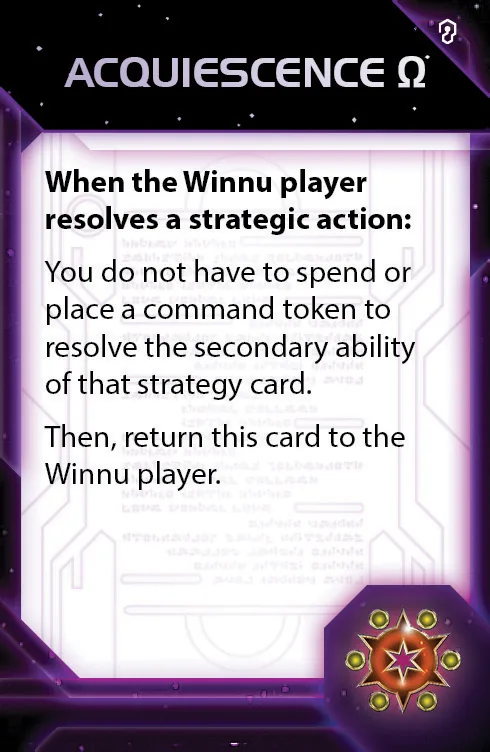 ACQUIESCENCE Ω
When the Winnu player
resolves a strategic action:
You do not have to spend or
place a command token to
resolve the secondary ability
of that strategy card.
Then, return this card to the
Winnu player.